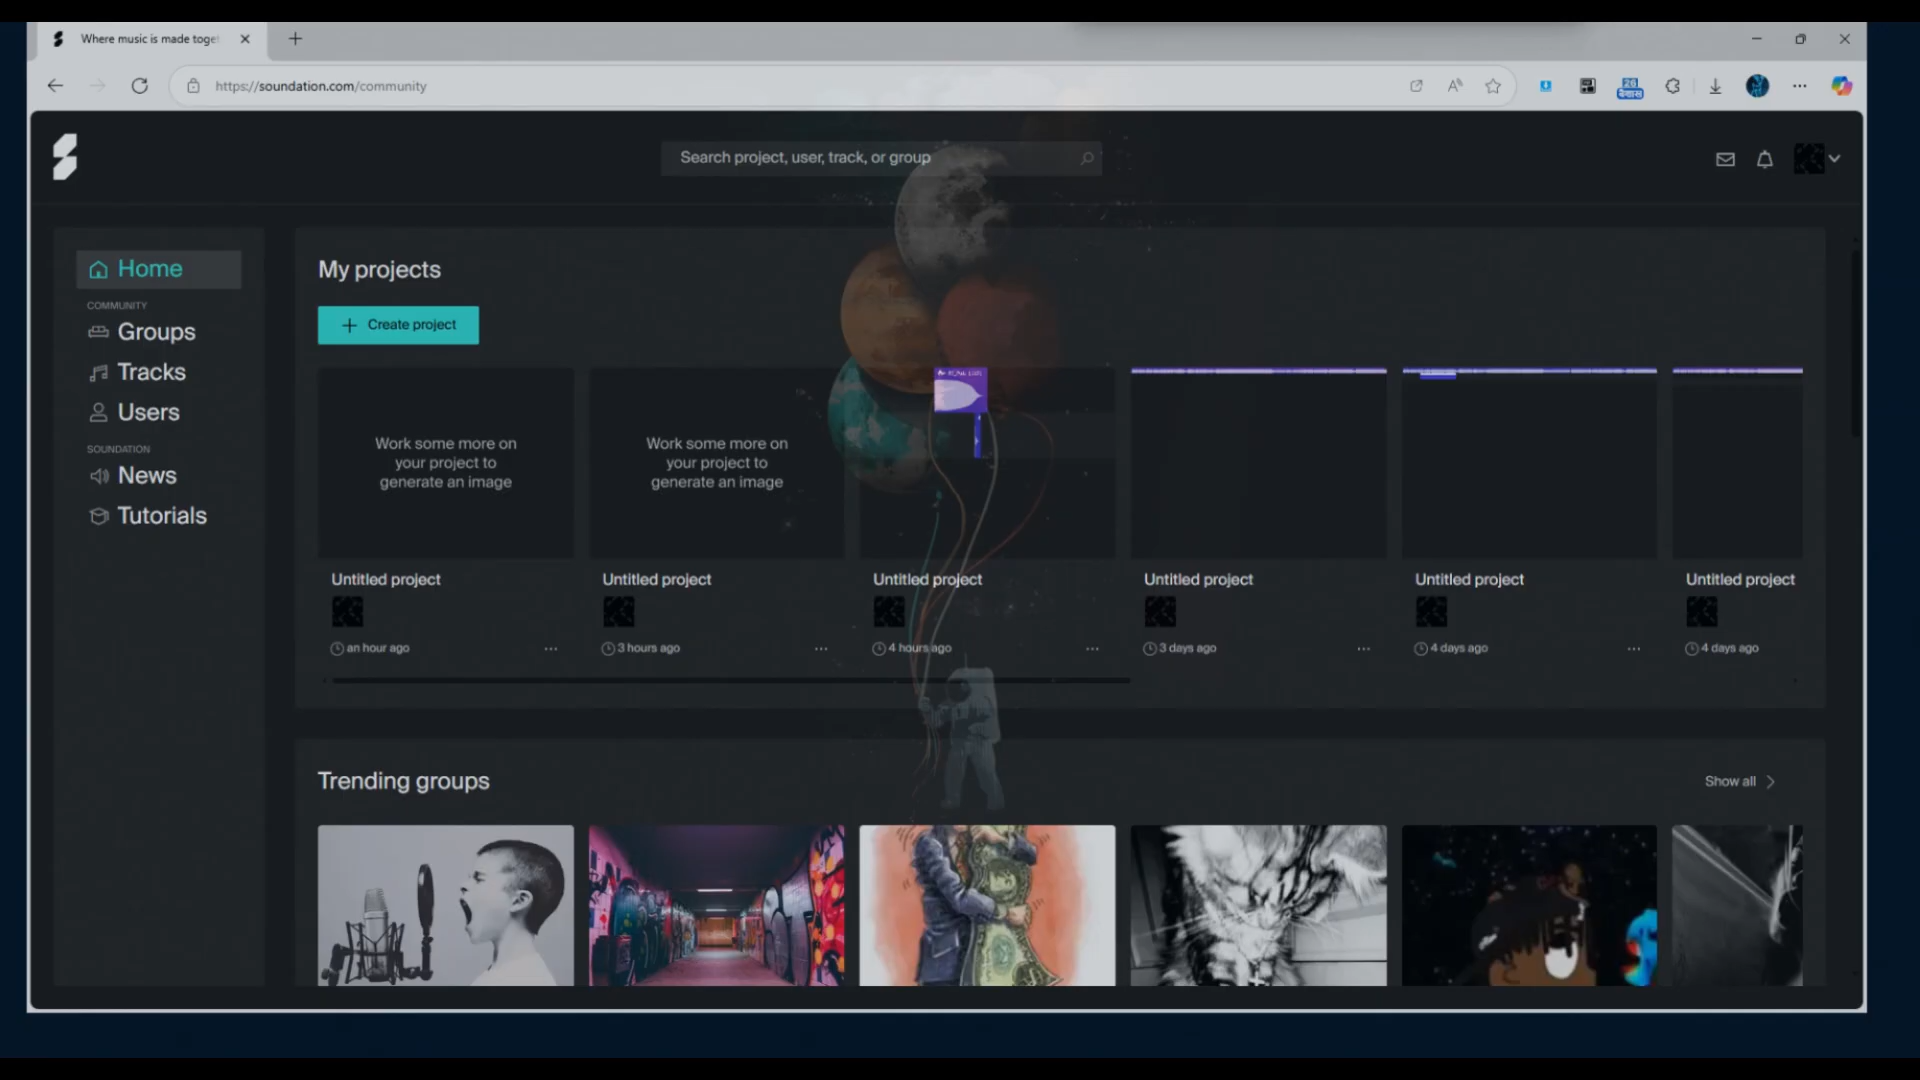 Where music is made toget
https://soundation.com/community
26
Search project, user, track, or group
Home
COMMUNITY
Groups
Tracks
Users
SOUNDATION
News
Tutorials
My projects
+ Create project
Work some more on
your project to
generate an image
Work some more on
your project to
generate an image
Untitled project
Untitled project
Untitled project
Untitled project
Untitled project
Untitled project
an hour ago
3 hours ago
4 hours ago
3 days ago
4 days ago
4 days ago
Trending groups
Show all